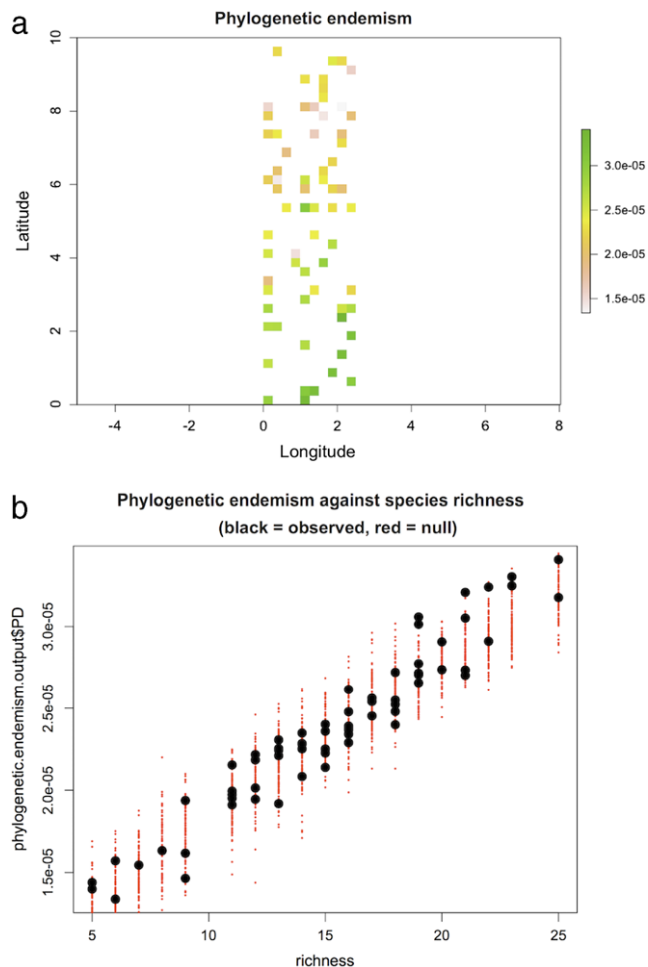 a
Phylogenetic endemism
10
8
6
4
2
0
Latitude
-4 -2 0 2 4 6 8
Longitude
3.0e-05
2.5e-05
2.0e-05
1.5e-05
b
Phylogenetic endemism against species richness
(black = observed, red = null)
phylogenetic.endemism.output$PD
3.0e-05
2.5e-05
2.0e-05
1.5e-05
5 10 15 20 25
richness